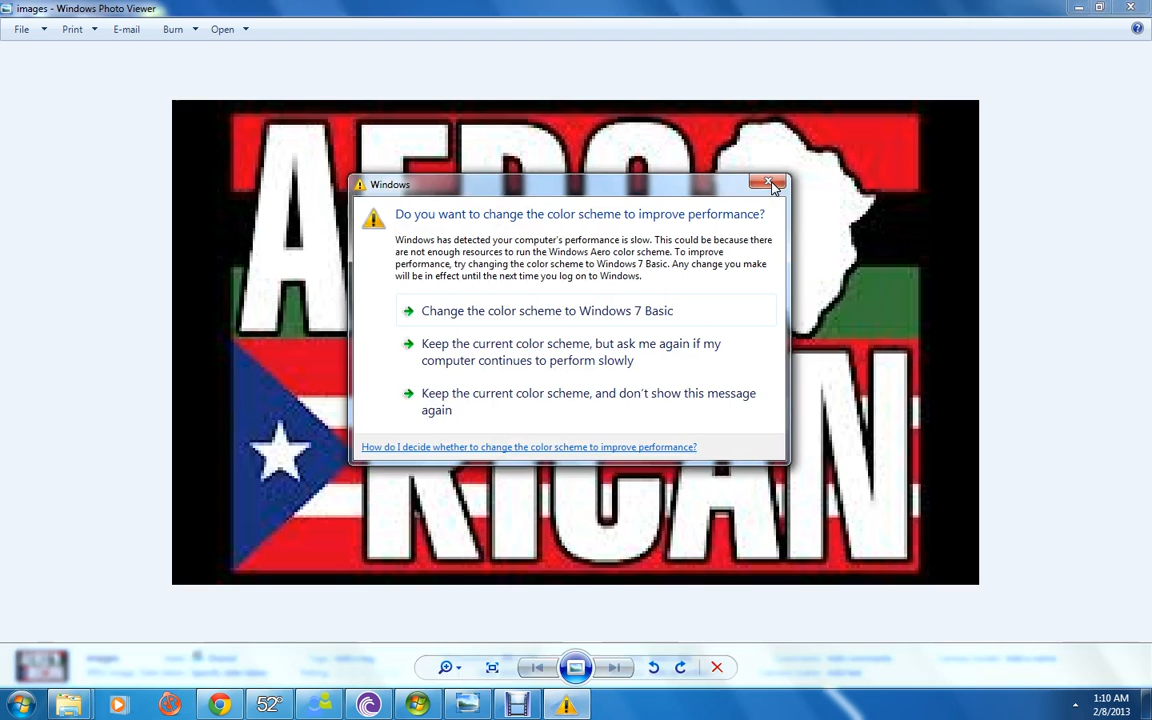 images - Windows Photo Viewer
File Print E-mail Burn Open
AFRO
Windows
Do you want to change the color scheme to improve performance?
Windows has detected your computer's performance is slow. This could be because there
are not enough resources to run the Windows Aero color scheme. To improve
performance, try changing the color scheme to Windows 7 Basic. Any change you make
will be in effect until the next time you log on to Windows.
Change the color scheme to Windows 7 Basic
Keep the current color scheme, but ask me again if my
computer continues to perform slowly
Keep the current color scheme, and don't show this message
again
How do I decide whether to change the color scheme to improve performance?
RICAN
images
52°
1:10 AM
2/8/2013